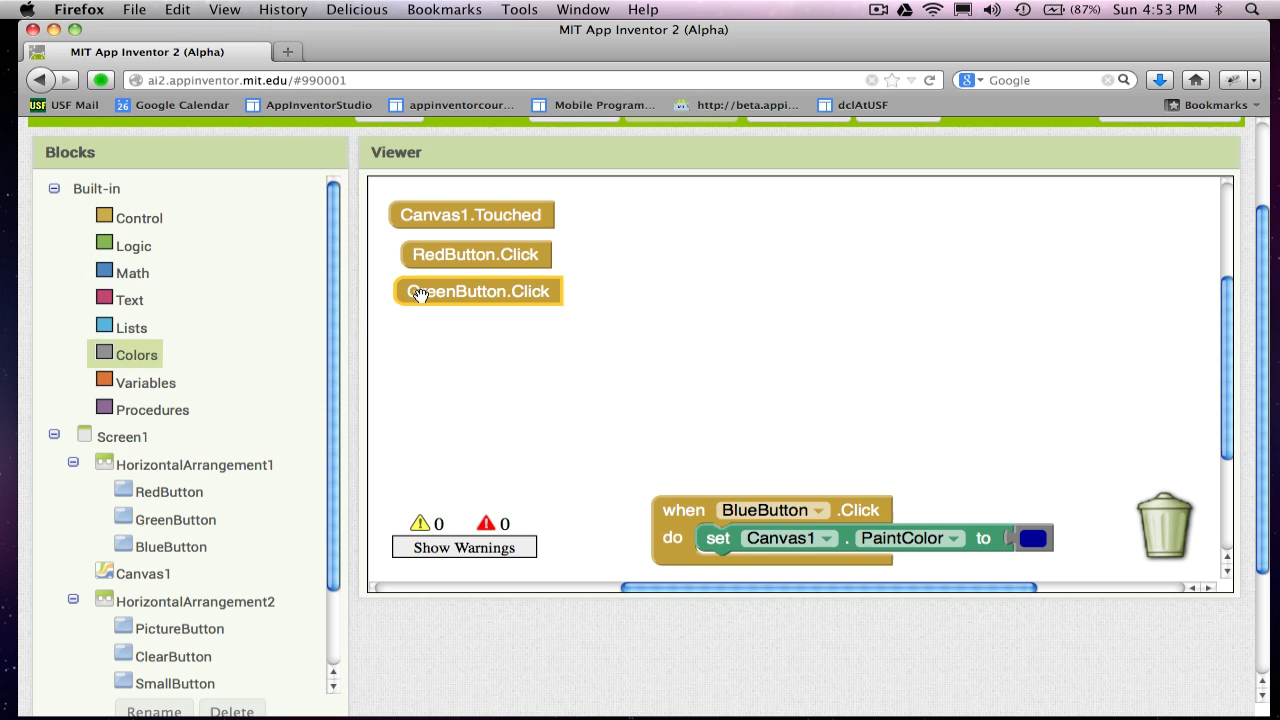 Firefox File Edit View History Delicious Bookmarks Tools Window Help (87%) Sun 4:53 PM
MIT App Inventor 2 (Alpha)
MIT App Inventor 2 (Alpha)
ai2.appinventor.mit.edu/#990001 Google
USF USF Mail 26 Google Calendar AppInventorStudio appinventorcour... Mobile Program... http://beta.appi... dclAtUSF Bookmarks
Blocks
Built-in
Control
Logic
Math
Text
Lists
Colors
Variables
Procedures
Screen1
HorizontalArrangement1
RedButton
GreenButton
BlueButton
Canvas1
HorizontalArrangement2
PictureButton
ClearButton
SmallButton
Rename Delete
Viewer
Canvas1.Touched
RedButton.Click
GreenButton.Click
0 0
Show Warnings
when BlueButton .Click
do set Canvas1 . PaintColor to